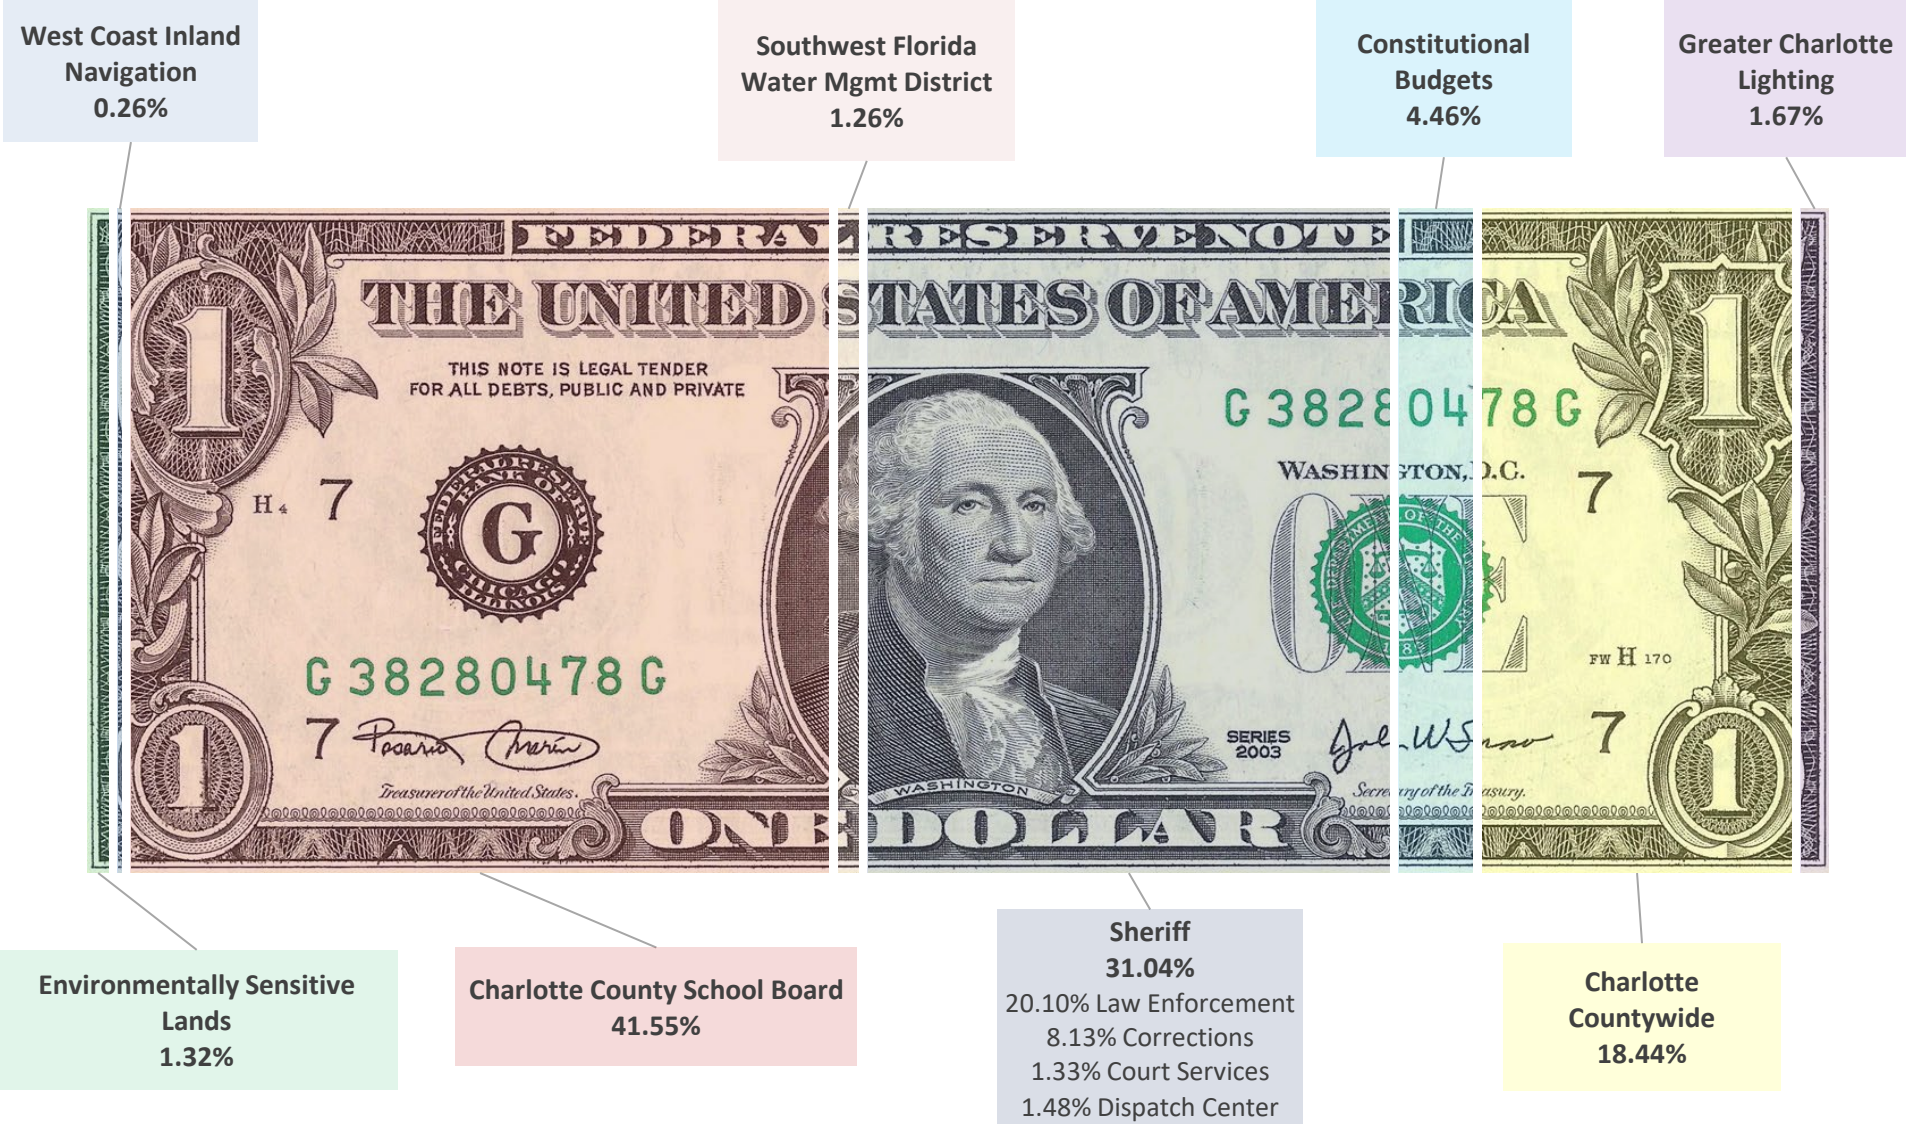 West Coast Inland
Navigation
0.26%
Southwest Florida
Water Mgmt District
1.26%
Constitutional
Budgets
4.46%
Greater Charlotte
Lighting
1.67%
FEDERAL RESERVE NOTE
THE UNITED STATES OF AMERICA
THIS NOTE IS LEGAL TENDER
FOR ALL DEBTS, PUBLIC AND PRIVATE
1
1
G 38280478 G
WASHINGTON, D.C.
H 4
7
G
7
G 38280478 G
FW H 170
7
7
SERIES
2003
Treasurer of the United States.
Secretary of the Treasury.
WASHINGTON
1
ONE DOLLAR
1
Environmentally Sensitive
Lands
1.32%
Charlotte County School Board
41.55%
Sheriff
31.04%
20.10% Law Enforcement
8.13% Corrections
1.33% Court Services
1.48% Dispatch Center
Charlotte
Countywide
18.44%